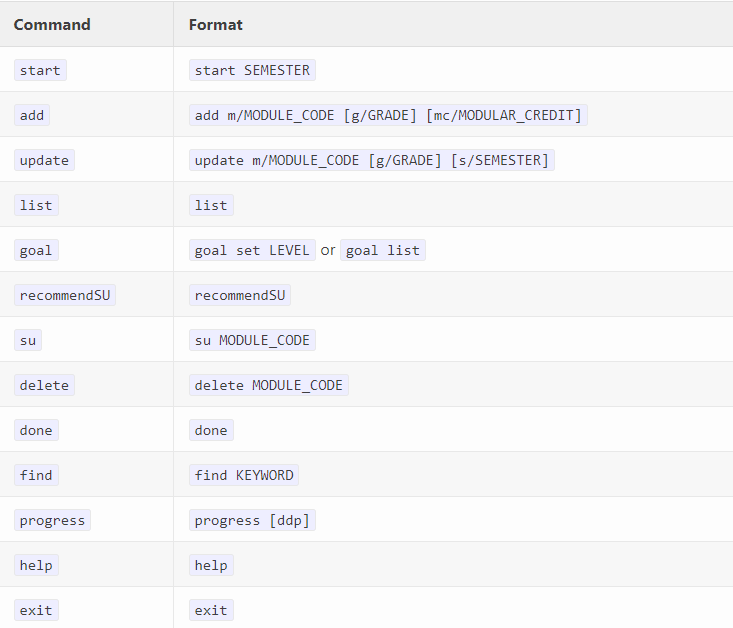 Command Format
start start SEMESTER
add add m/MODULE_CODE [g/GRADE] [mc/MODULAR_CREDIT]
update update m/MODULE_CODE [g/GRADE] [s/SEMESTER]
list list
goal goal set LEVEL or goal list
recommendSU recommendSU
su su MODULE_CODE
delete delete MODULE_CODE
done done
find find KEYWORD
progress progress [ddp]
help help
exit exit